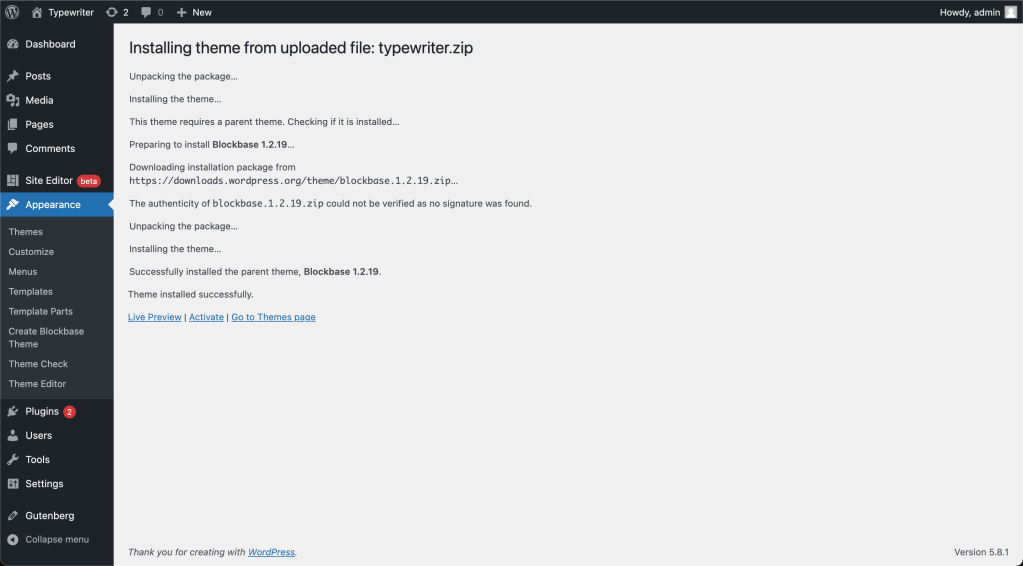 Typewriter 2 0 New Howdy, admin
Dashboard
Posts
Media
Pages
Comments
Site Editor beta
Appearance
Themes
Customize
Menus
Templates
Template Parts
Create Blockbase
Theme
Theme Check
Theme Editor
Plugins 2
Users
Tools
Settings
Gutenberg
Collapse menu
Installing theme from uploaded file: typewriter.zip
Unpacking the package…
Installing the theme…
This theme requires a parent theme. Checking if it is installed…
Preparing to install Blockbase 1.2.19…
Downloading installation package from
https://downloads.wordpress.org/theme/blockbase.1.2.19.zip…
The authenticity of blockbase.1.2.19.zip could not be verified as no signature was found.
Unpacking the package…
Installing the theme…
Successfully installed the parent theme, Blockbase 1.2.19.
Theme installed successfully.
Live Preview | Activate | Go to Themes page
Thank you for creating with WordPress. Version 5.8.1